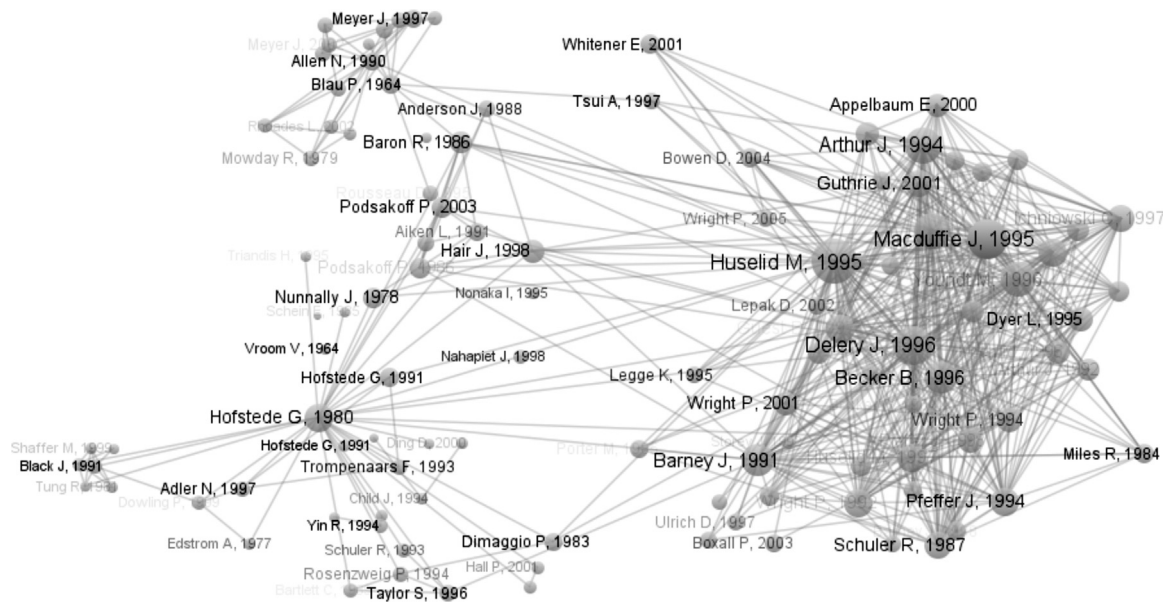 Meyer J, 1997
Allen N, 1990
Blau P, 1964
Whitener E, 2001
Tsui A, 1997
Anderson J, 1988
Appelbaum E, 2000
Baron R, 1986
Arthur J, 1994
Mowday R, 1979
Bowen D, 2004
Guthrie J, 2001
Podsakoff P, 2003
Wright P, 2005
Aiken L, 1991
Macduffie J, 1995
Hair J, 1998
Huselid M, 1995
Triandis H, 1995
Nunnally J, 1978
Nonaka I, 1995
Lepak D, 2002
Dyer L, 1995
Vroom V, 1964
Nahapiet J, 1998
Delery J, 1996
Hofstede G, 1991
Legge K, 1995
Becker B, 1996
Wright P, 2001
Hofstede G, 1980
Wright P, 1994
Shaffer M, 1999
Hofstede G, 1991
Ding D, 2000
Black J, 1991
Trompenaars F, 1993
Barney J, 1991
Miles R, 1984
Adler N, 1997
Child J, 1994
Pfeffer J, 1994
Yin R, 1994
Ulrich D, 1997
Edstrom A, 1977
Schuler R, 1993
Dimaggio P, 1983
Boxall P, 2003
Schuler R, 1987
Rosenzweig P, 1994
Hall P, 2001
Taylor S, 1996